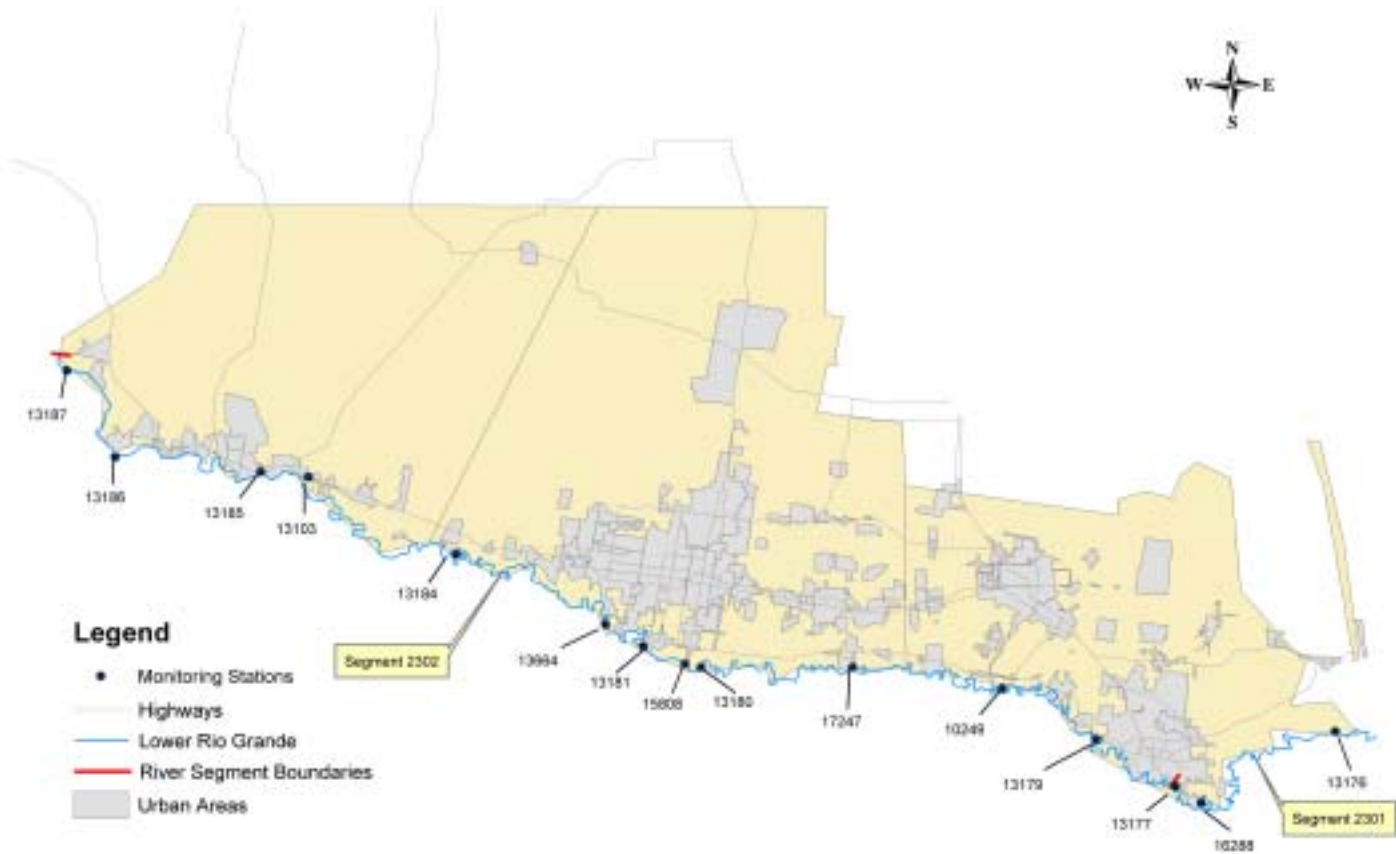 N
W E
S
13187
13186
13185
13103
13184
Segment 2302
13664
13181
15808
13180
17247
10249
13179
13177
16288
13176
Segment 2301
Legend
Monitoring Stations
Highways
Lower Rio Grande
River Segment Boundaries
Urban Areas